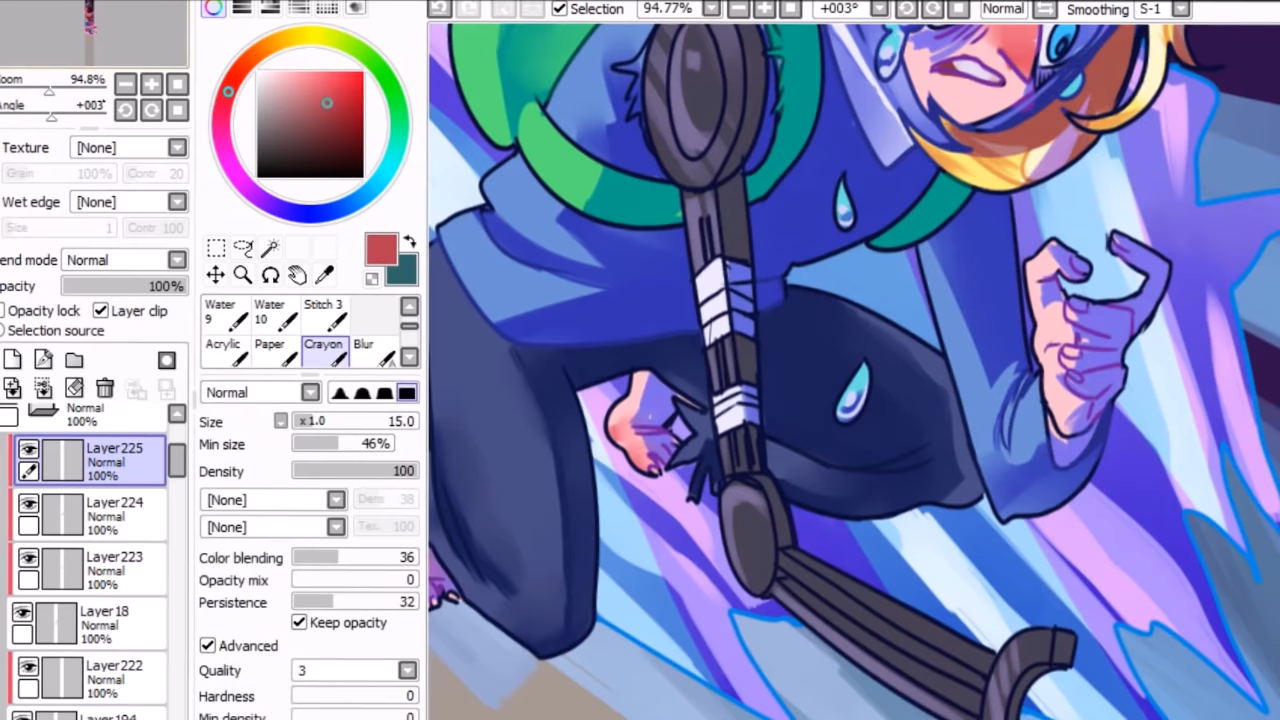 Selection 94.77% +003° Normal Smoothing S-1
94.8%
Angle +003°
Texture [None]
Grain 100% Contr 20
Wet edge [None]
Size 1 Contr 100
end mode Normal
pacity 100%
Opacity lock Layer clip
Selection source
Normal
100%
Layer225
Normal
100%
Layer224
Normal
100%
Layer223
Normal
100%
Layer18
Normal
100%
Layer222
Normal
100%
Layer194
Water 9
Water 10
Stitch 3
Acrylic Paper Crayon Blur
Normal
Size x1.0 15.0
Min size 46%
Density 100
[None] Dens 38
[None] Tex. 100
Color blending 36
Opacity mix 0
Persistence 32
Keep opacity
Advanced
Quality 3
Hardness 0
Min density 0